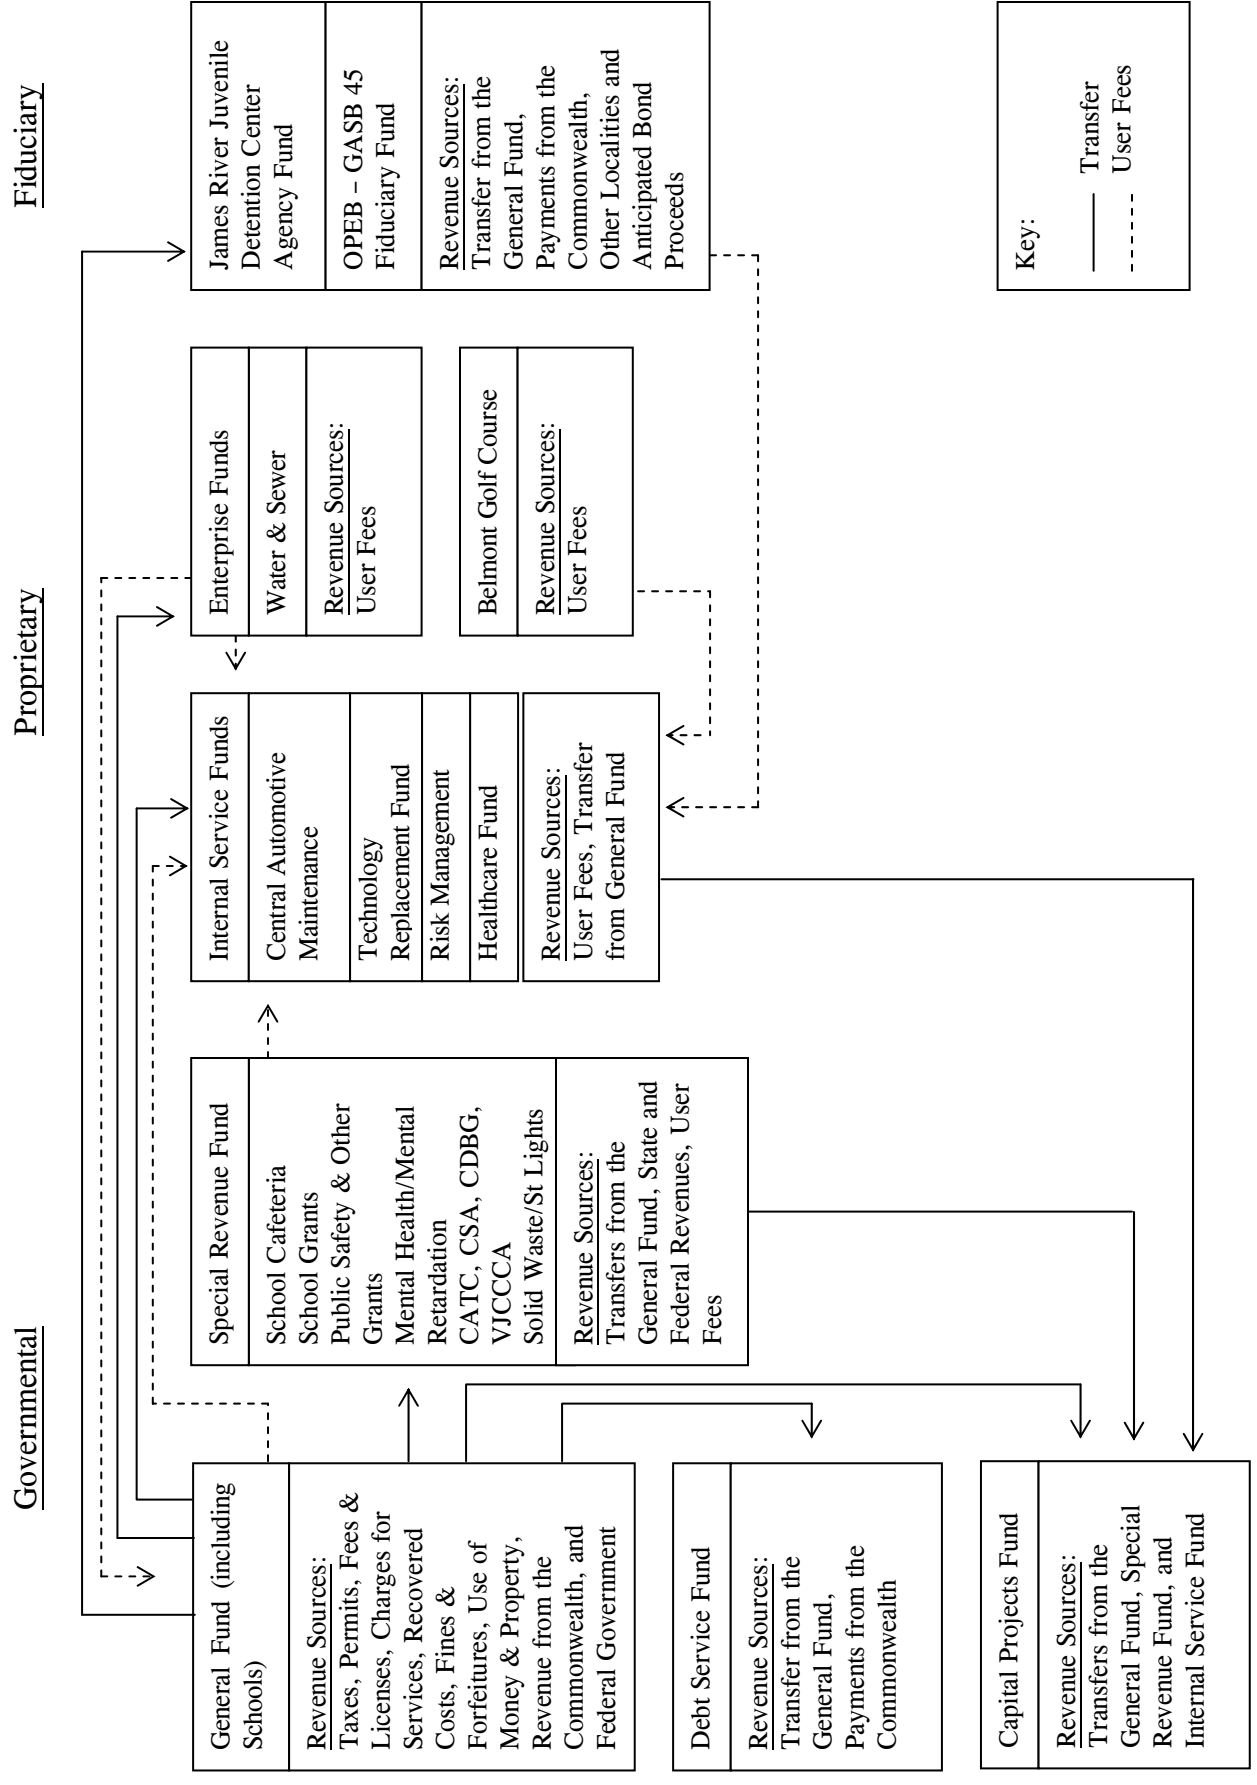 Governmental
Proprietary
Fiduciary
General Fund (including
Schools)
Revenue Sources:
Taxes, Permits, Fees &
Licenses, Charges for
Services, Recovered
Costs, Fines &
Forfeitures, Use of
Money & Property,
Revenue from the
Commonwealth, and
Federal Government
Debt Service Fund
Revenue Sources:
Transfer from the
General Fund,
Payments from the
Commonwealth
Capital Projects Fund
Revenue Sources:
Transfers from the
General Fund, Special
Revenue Fund, and
Internal Service Fund
Special Revenue Fund
School Cafeteria
School Grants
Public Safety & Other
Grants
Mental Health/Mental
Retardation
CATC, CSA, CDBG,
VJCCCA
Solid Waste/St Lights
Revenue Sources:
Transfers from the
General Fund, State and
Federal Revenues, User
Fees
Internal Service Funds
Central Automotive
Maintenance
Technology
Replacement Fund
Risk Management
Healthcare Fund
Revenue Sources:
User Fees, Transfer
from General Fund
Enterprise Funds
Water & Sewer
Revenue Sources:
User Fees
Belmont Golf Course
Revenue Sources:
User Fees
James River Juvenile
Detention Center
Agency Fund
OPEB – GASB 45
Fiduciary Fund
Revenue Sources:
Transfer from the
General Fund,
Payments from the
Commonwealth,
Other Localities and
Anticipated Bond
Proceeds
Key:
Transfer
User Fees